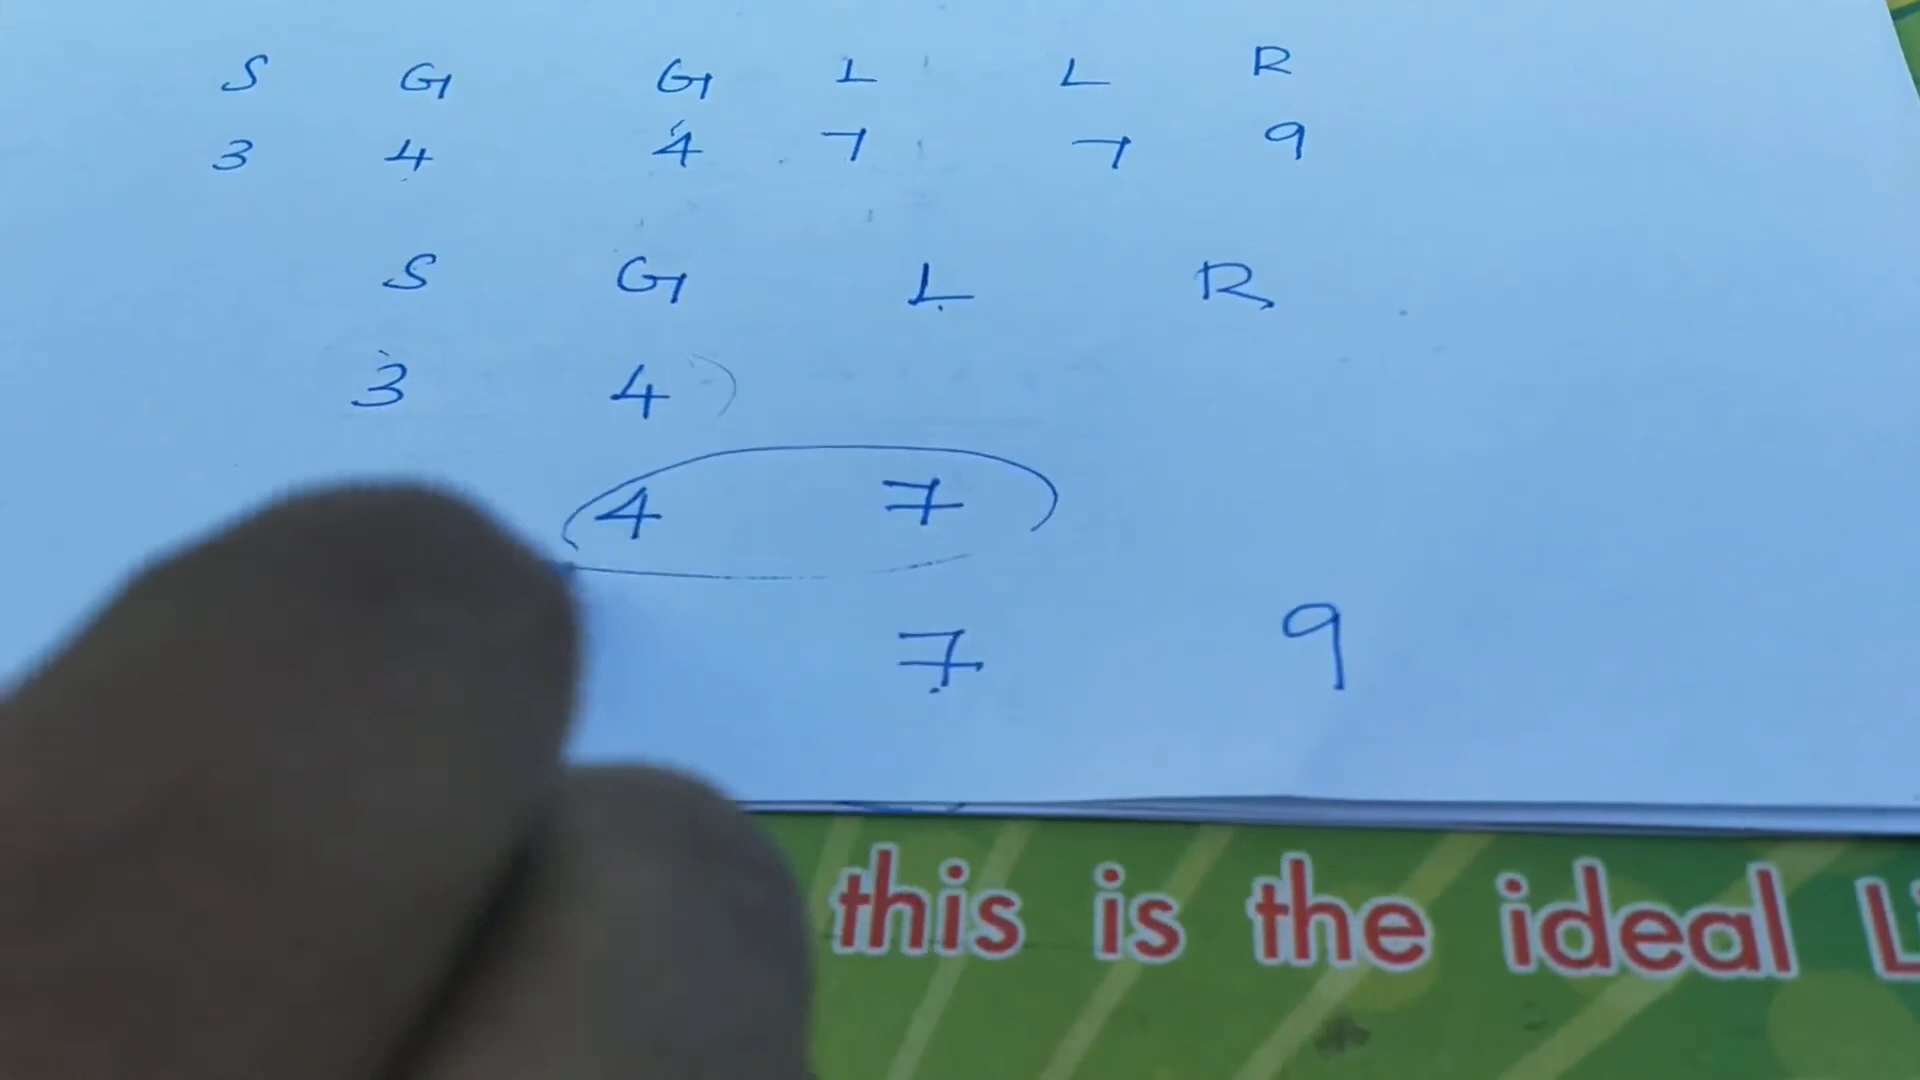 S G G L L R
3 4 4 7 7 9
S G L R
3 4
4 7
7 9
this is the ideal